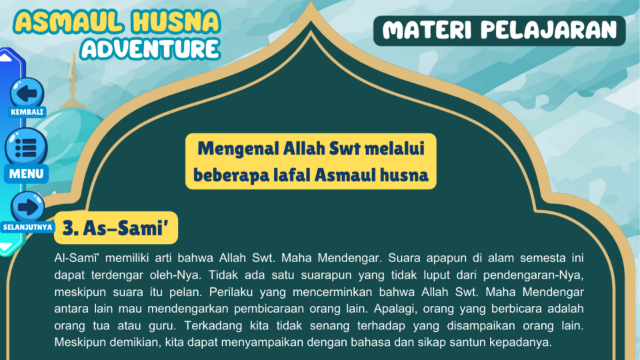 ASMAUL HUSNA
ADVENTURE
MATERI PELAJARAN
KEMBALI
MENU
SELANJUTNYA
Mengenal Allah Swt melalui
beberapa lafal Asmaul husna
3. As-Sami'
Al-Samī' memiliki arti bahwa Allah Swt. Maha Mendengar. Suara apapun di alam semesta ini
dapat terdengar oleh-Nya. Tidak ada satu suarapun yang tidak luput dari pendengaran-Nya,
meskipun suara itu pelan. Perilaku yang mencerminkan bahwa Allah Swt. Maha Mendengar
antara lain mau mendengarkan pembicaraan orang lain. Apalagi, orang yang berbicara adalah
orang tua atau guru. Terkadang kita tidak senang terhadap yang disampaikan orang lain.
Meskipun demikian, kita dapat menyampaikan dengan bahasa dan sikap santun kepadanya.